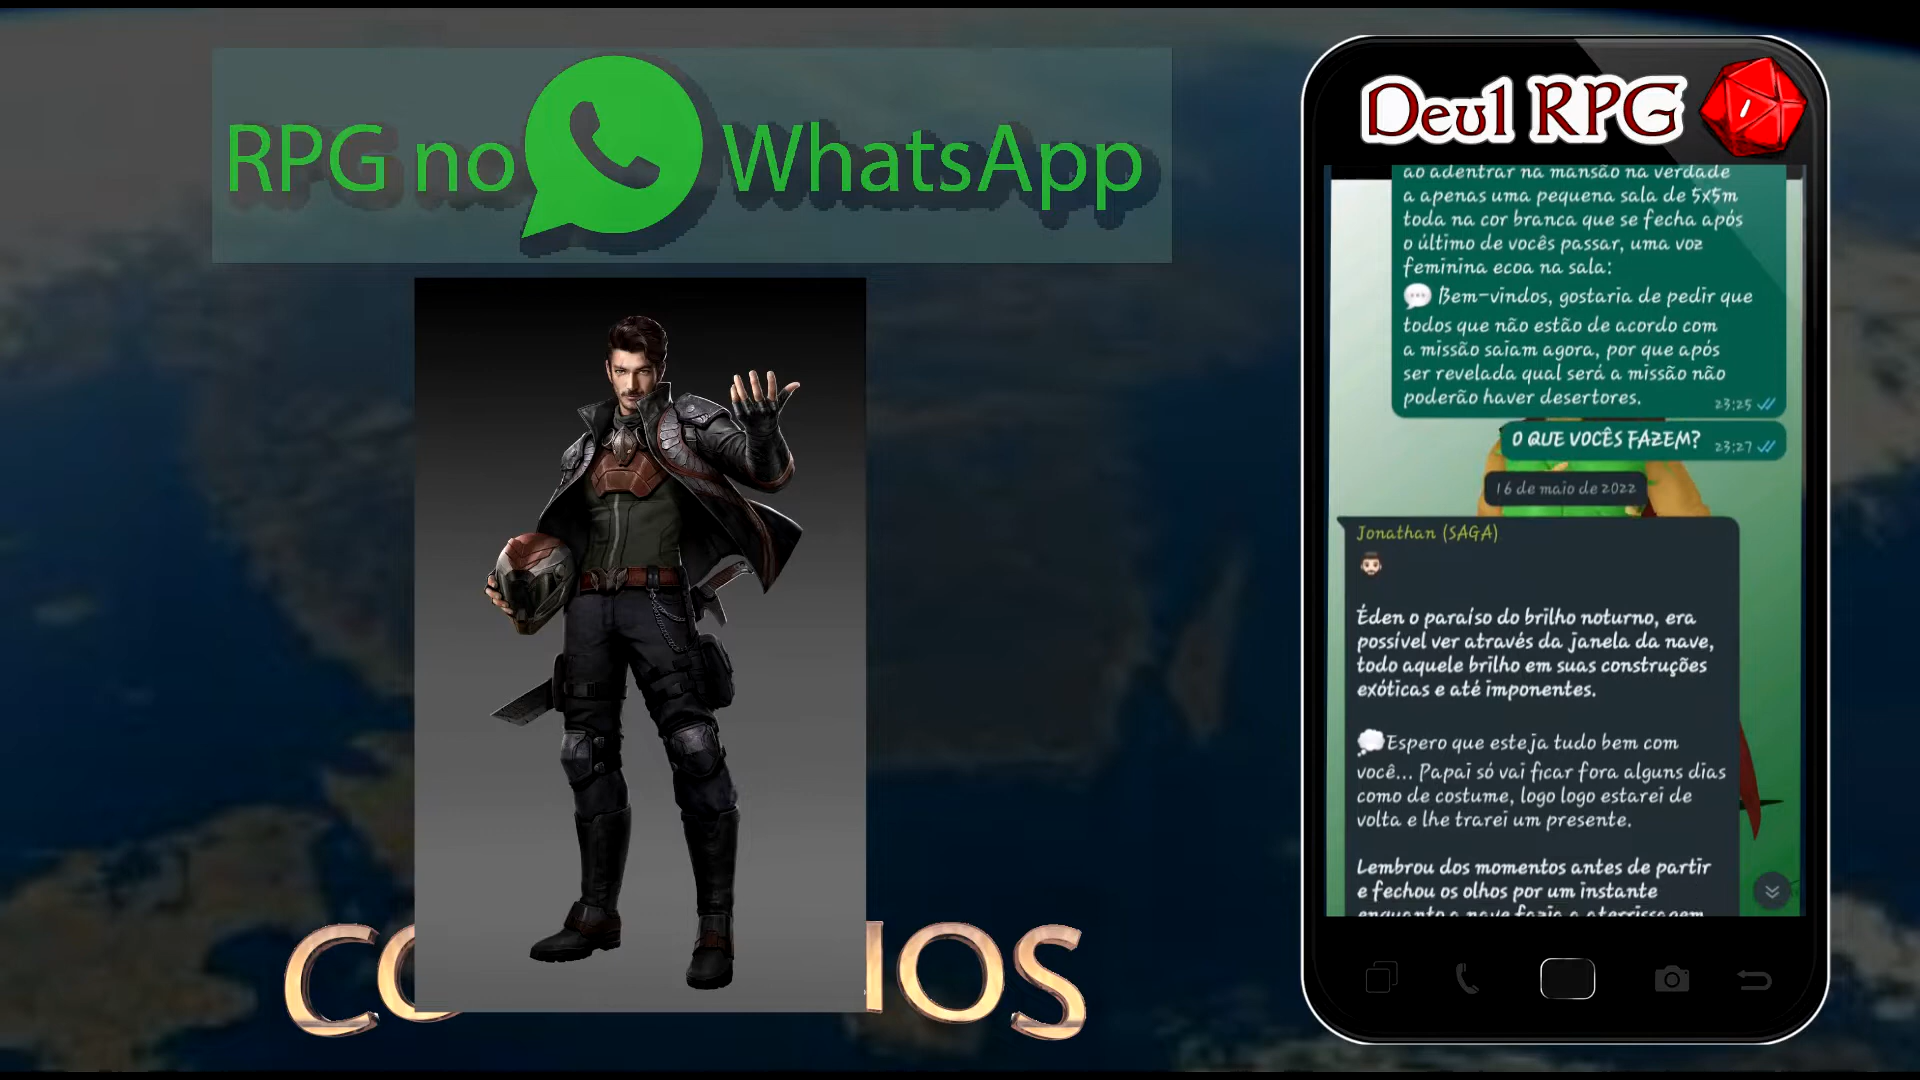 RPG no WhatsApp
Deu1 RPG
ao adentrar na mansão na verdade
a apenas uma pequena sala de 5x5m
toda na cor branca que se fecha após
o último de vocês passar, uma voz
feminina ecoa na sala:
💬 Bem-vindos, gostaria de pedir que
todos que não estão de acordo com
a missão saiam agora, por que após
ser revelada qual será a missão não
poderão haver desertores.
23:25
O QUE VOCÊS FAZEM? 23:27
16 de maio de 2022
Jonathan (SAGA)
Éden o paraíso do brilho noturno, era
possível ver através da janela da nave,
todo aquele brilho em suas construções
exóticas e até imponentes.
💭Espero que esteja tudo bem com
você... Papai só vai ficar fora alguns dias
como de costume, logo logo estarei de
volta e lhe trarei um presente.
Lembrou dos momentos antes de partir
e fechou os olhos por um instante
enquanto a nave fazia a aterrissagem